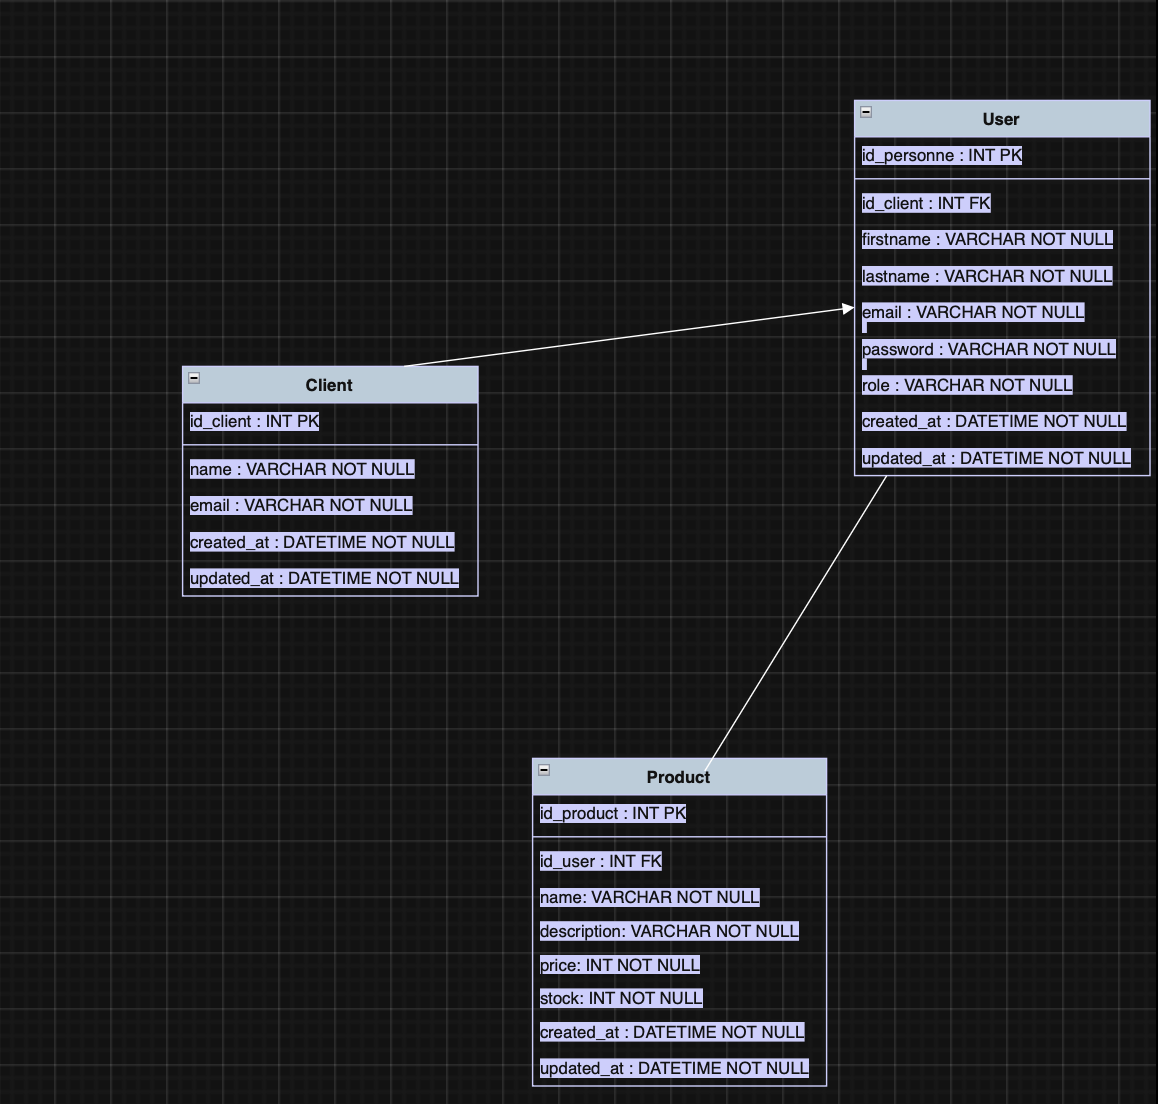 User
id_personne : INT PK
id_client : INT FK
firstname : VARCHAR NOT NULL
lastname : VARCHAR NOT NULL
email : VARCHAR NOT NULL
password : VARCHAR NOT NULL
role : VARCHAR NOT NULL
created_at : DATETIME NOT NULL
updated_at : DATETIME NOT NULL
Client
id_client : INT PK
name : VARCHAR NOT NULL
email : VARCHAR NOT NULL
created_at : DATETIME NOT NULL
updated_at : DATETIME NOT NULL
Product
id_product : INT PK
id_user : INT FK
name: VARCHAR NOT NULL
description: VARCHAR NOT NULL
price: INT NOT NULL
stock: INT NOT NULL
created_at : DATETIME NOT NULL
updated_at : DATETIME NOT NULL